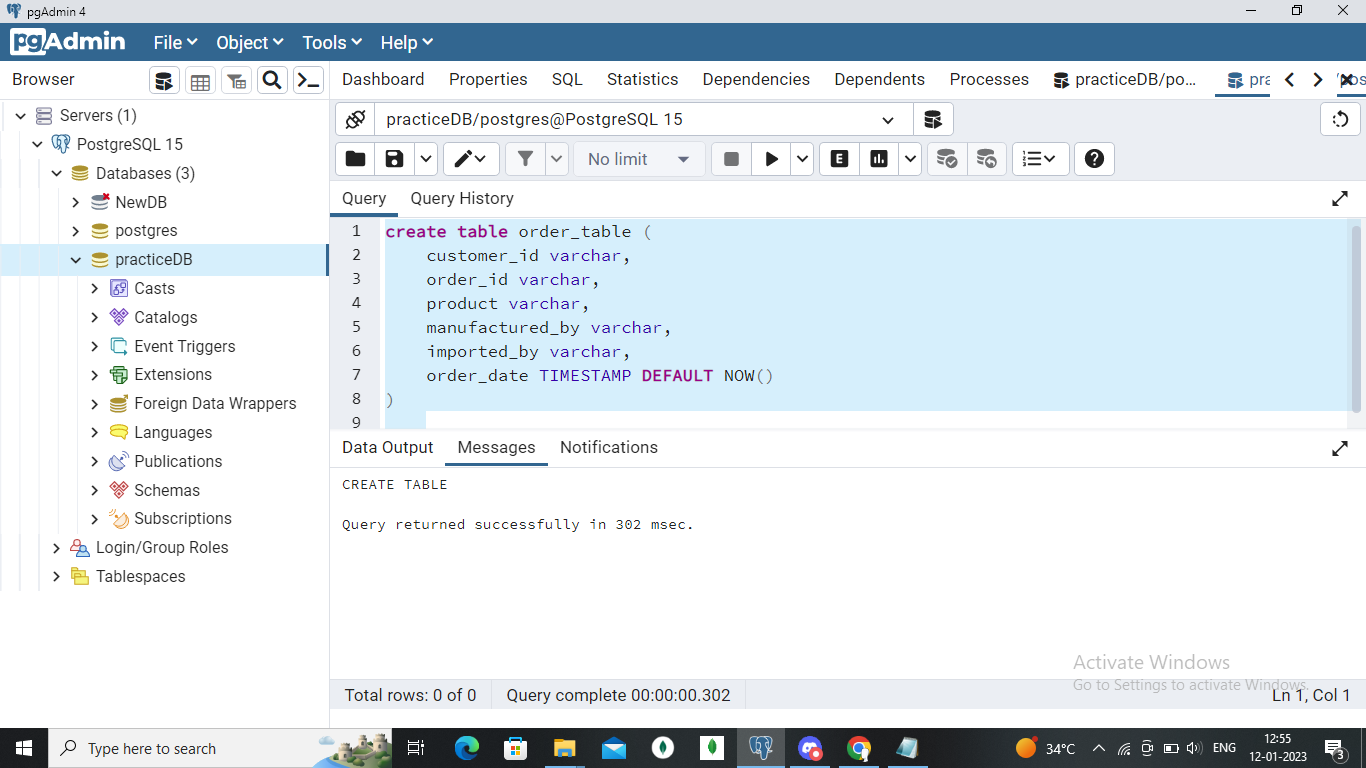 pgAdmin 4
pgAdmin File Object Tools Help
Browser
Dashboard Properties SQL Statistics Dependencies Dependents Processes practiceDB/po... pra
Servers (1)
PostgreSQL 15
Databases (3)
NewDB
postgres
practiceDB
Casts
Catalogs
Event Triggers
Extensions
Foreign Data Wrappers
Languages
Publications
Schemas
Subscriptions
Login/Group Roles
Tablespaces
practiceDB/postgres@PostgreSQL 15
No limit E
Query Query History
1 create table order_table (
2 customer_id varchar,
3 order_id varchar,
4 product varchar,
5 manufactured_by varchar,
6 imported_by varchar,
7 order_date TIMESTAMP DEFAULT NOW()
8 )
9
Data Output Messages Notifications
CREATE TABLE
Query returned successfully in 302 msec.
Activate Windows
Go to Settings to activate Windows.
Total rows: 0 of 0 Query complete 00:00:00.302 Ln 1, Col 1
Type here to search
34°C ENG 12:55
12-01-2023 3